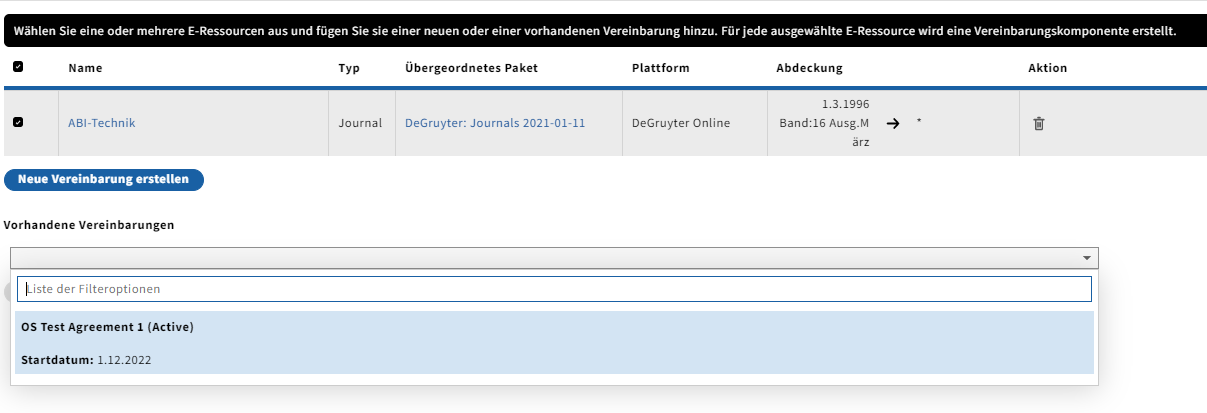 Wählen Sie eine oder mehrere E-Ressourcen aus und fügen Sie sie einer neuen oder einer vorhandenen Vereinbarung hinzu. Für jede ausgewählte E-Ressource wird eine Vereinbarungskomponente erstellt.
Name Typ Übergeordnetes Paket Plattform Abdeckung Aktion
ABI-Technik Journal DeGruyter: Journals 2021-01-11 DeGruyter Online 1.3.1996
Band:16 Ausg.M
ärz
*
Neue Vereinbarung erstellen
Vorhandene Vereinbarungen
Liste der Filteroptionen
OS Test Agreement 1 (Active)
Startdatum: 1.12.2022